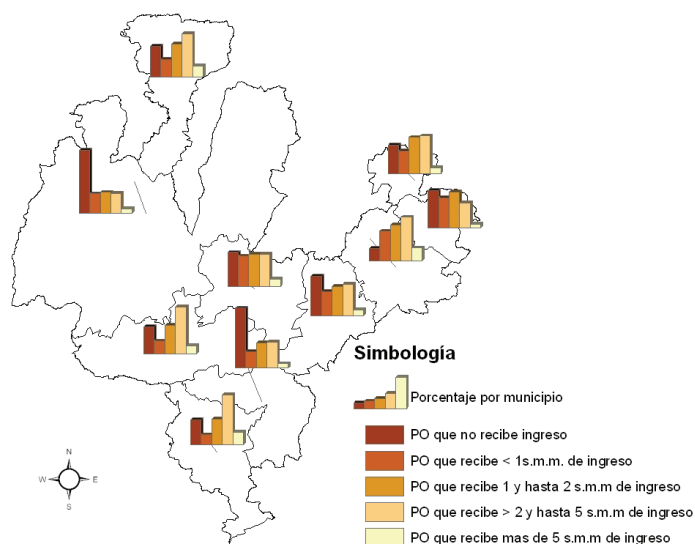 Simbología
Porcentaje por municipio
PO que no recibe ingreso
PO que recibe < 1s.m.m. de ingreso
PO que recibe 1 y hasta 2 s.m.m de ingreso
PO que recibe > 2 y hasta 5 s.m.m de ingreso
PO que recibe mas de 5 s.m.m de ingreso
N
W E
S